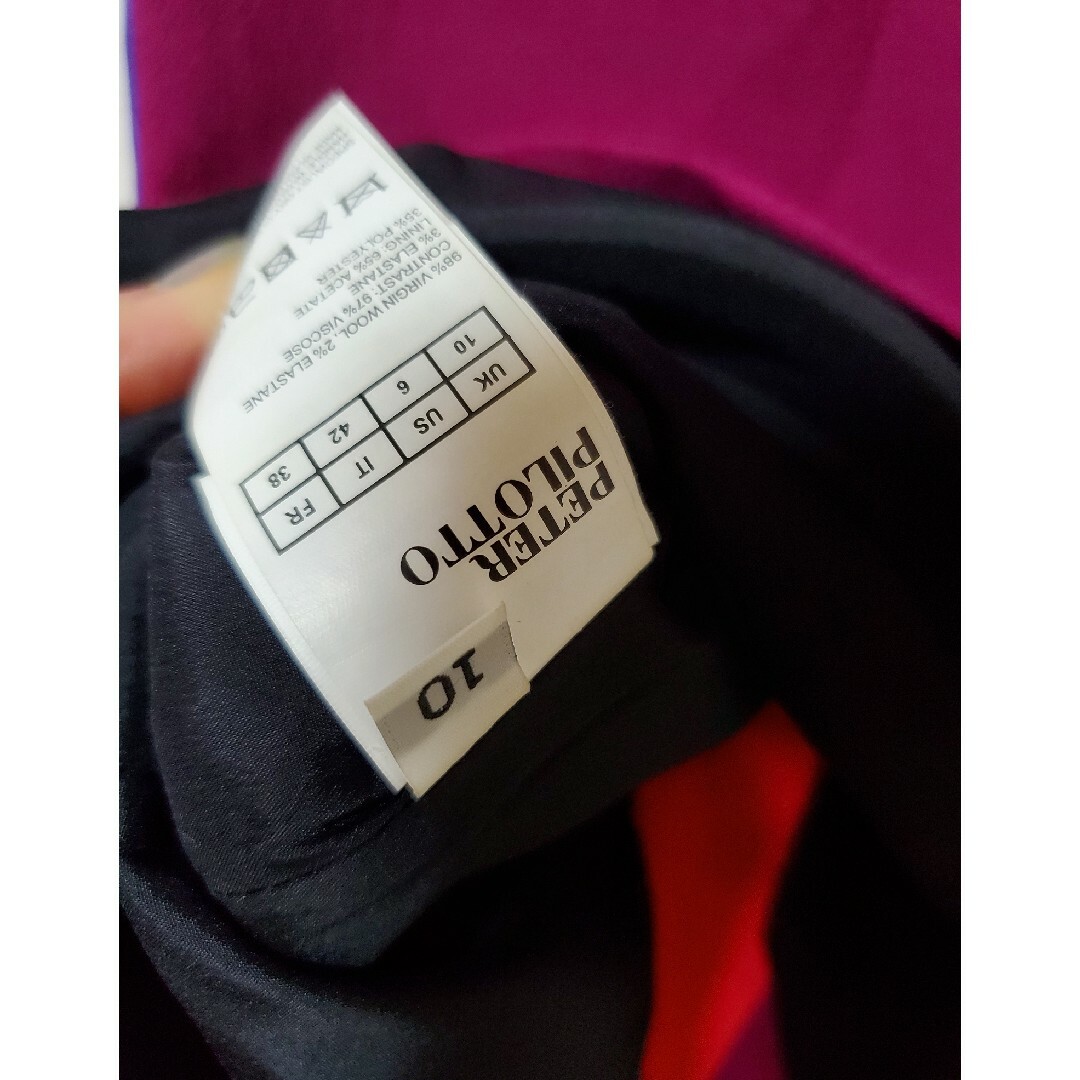 10
PETER
PILOTTO
UK US IT FR
10 6 42 38
98% VIRGIN WOOL, 2% ELASTANE
CONTRAST: 97% VISCOSE
3% ELASTANE
LINING: 65% ACETATE
35% POLYESTER